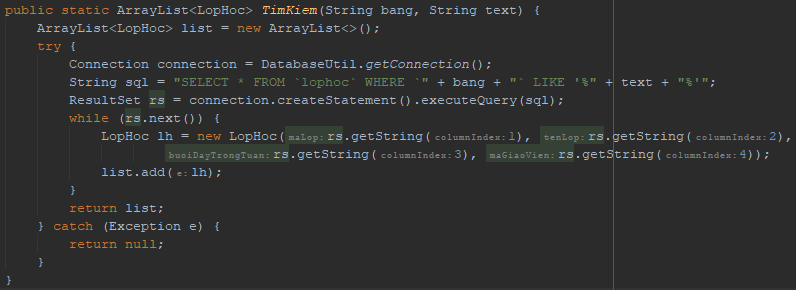 public static ArrayList<LopHoc> TimKiem(String bang, String text) {
ArrayList<LopHoc> list = new ArrayList<>();
try {
Connection connection = DatabaseUtil.getConnection();
String sql = "SELECT * FROM `lophoc` WHERE `" + bang + "` LIKE '%" + text + "%'";
ResultSet rs = connection.createStatement().executeQuery(sql);
while (rs.next()) {
LopHoc lh = new LopHoc( maLop: rs.getString( columnIndex: 1), tenLop: rs.getString( columnIndex: 2),
buoiDayTrongTuan: rs.getString( columnIndex: 3), maGiaoVien: rs.getString( columnIndex: 4));
list.add( e: lh);
}
return list;
} catch (Exception e) {
return null;
}
}